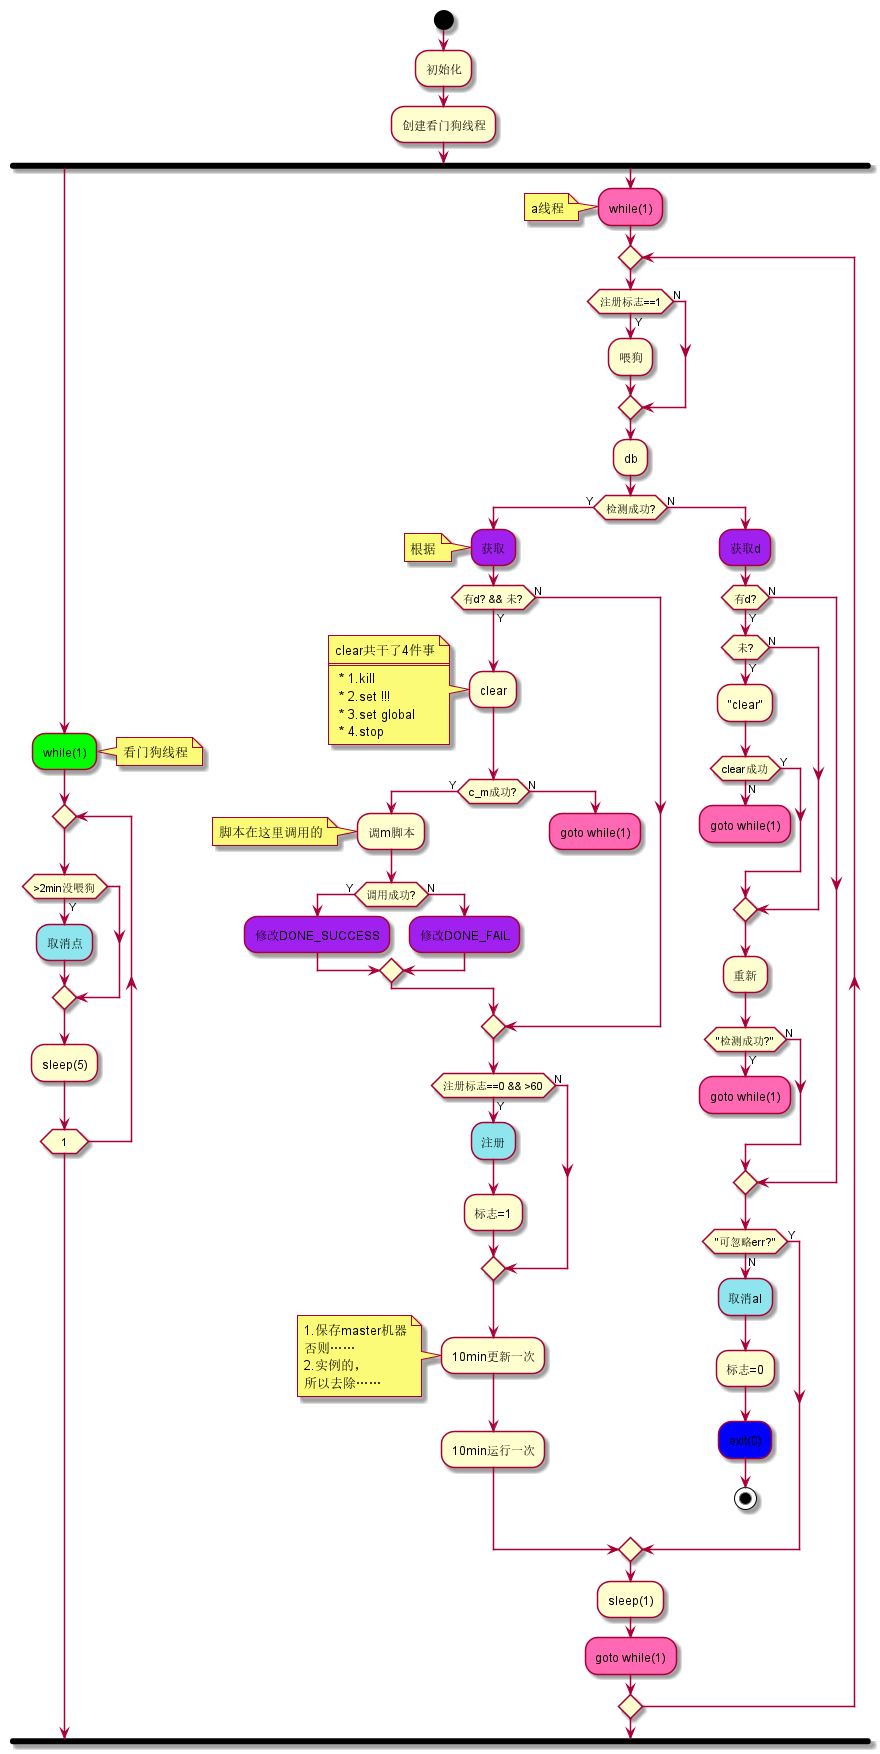 初始化
创建看门狗线程
a线程
while(1)
注册标志==1
N
Y
喂狗
db
Y
检测成功?
N
根据
获取
有d? && 未?
N
Y
clear共干了4件事
* 1.kill
* 2.set !!!
* 3.set global
* 4.stop
clear
Y
c_m成功?
N
脚本在这里调用的
调m脚本
goto while(1)
Y
调用成功?
N
修改DONE_SUCCESS
修改DONE_FAIL
注册标志==0 && >60
N
Y
注册
标志=1
1.保存master机器
否则……
2.实例的，
所以去除……
10min更新一次
10min运行一次
获取d
有d?
N
Y
未?
N
Y
"clear"
clear成功
Y
N
goto while(1)
重新
"检测成功?"
N
Y
goto while(1)
"可忽略err?"
Y
N
取消al
标志=0
exit(0)
sleep(1)
goto while(1)
while(1)
看门狗线程
>2min没喂狗
Y
取消点
sleep(5)
1